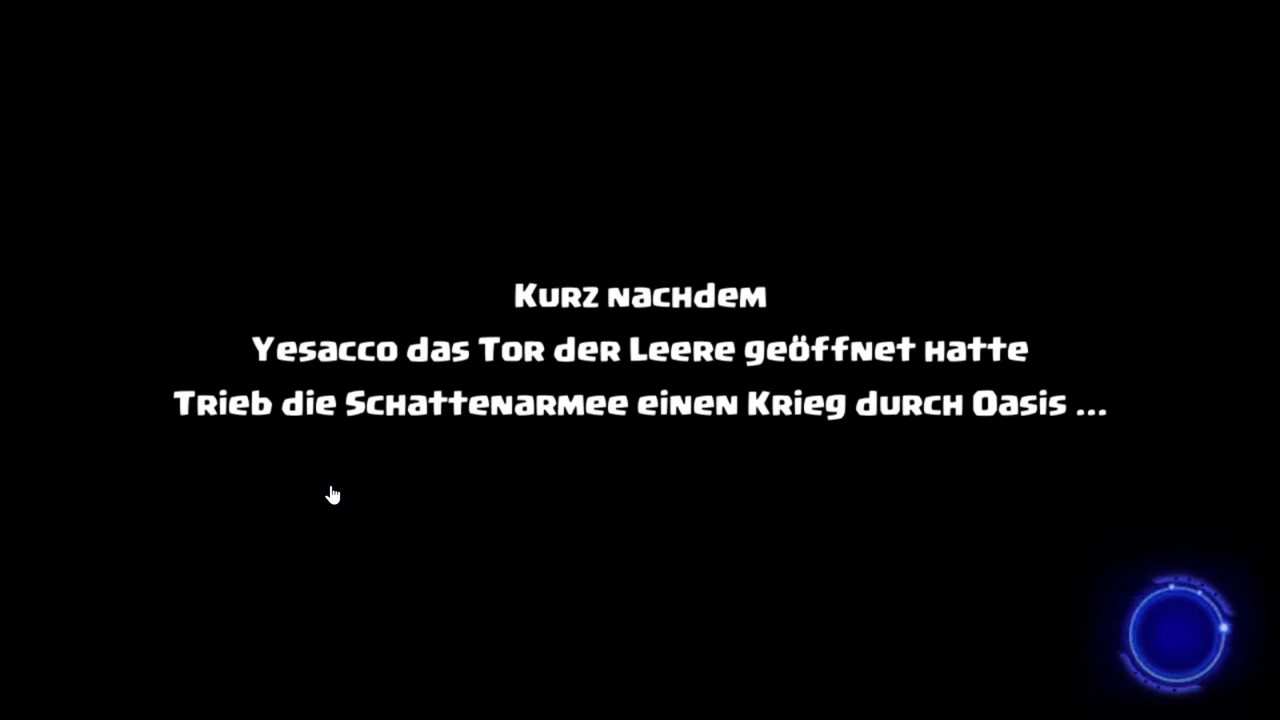 Kurz nachdem
Yesacco das Tor der Leere geöffnet hatte
Trieb die Schattenarmee einen Krieg durch Oasis ...